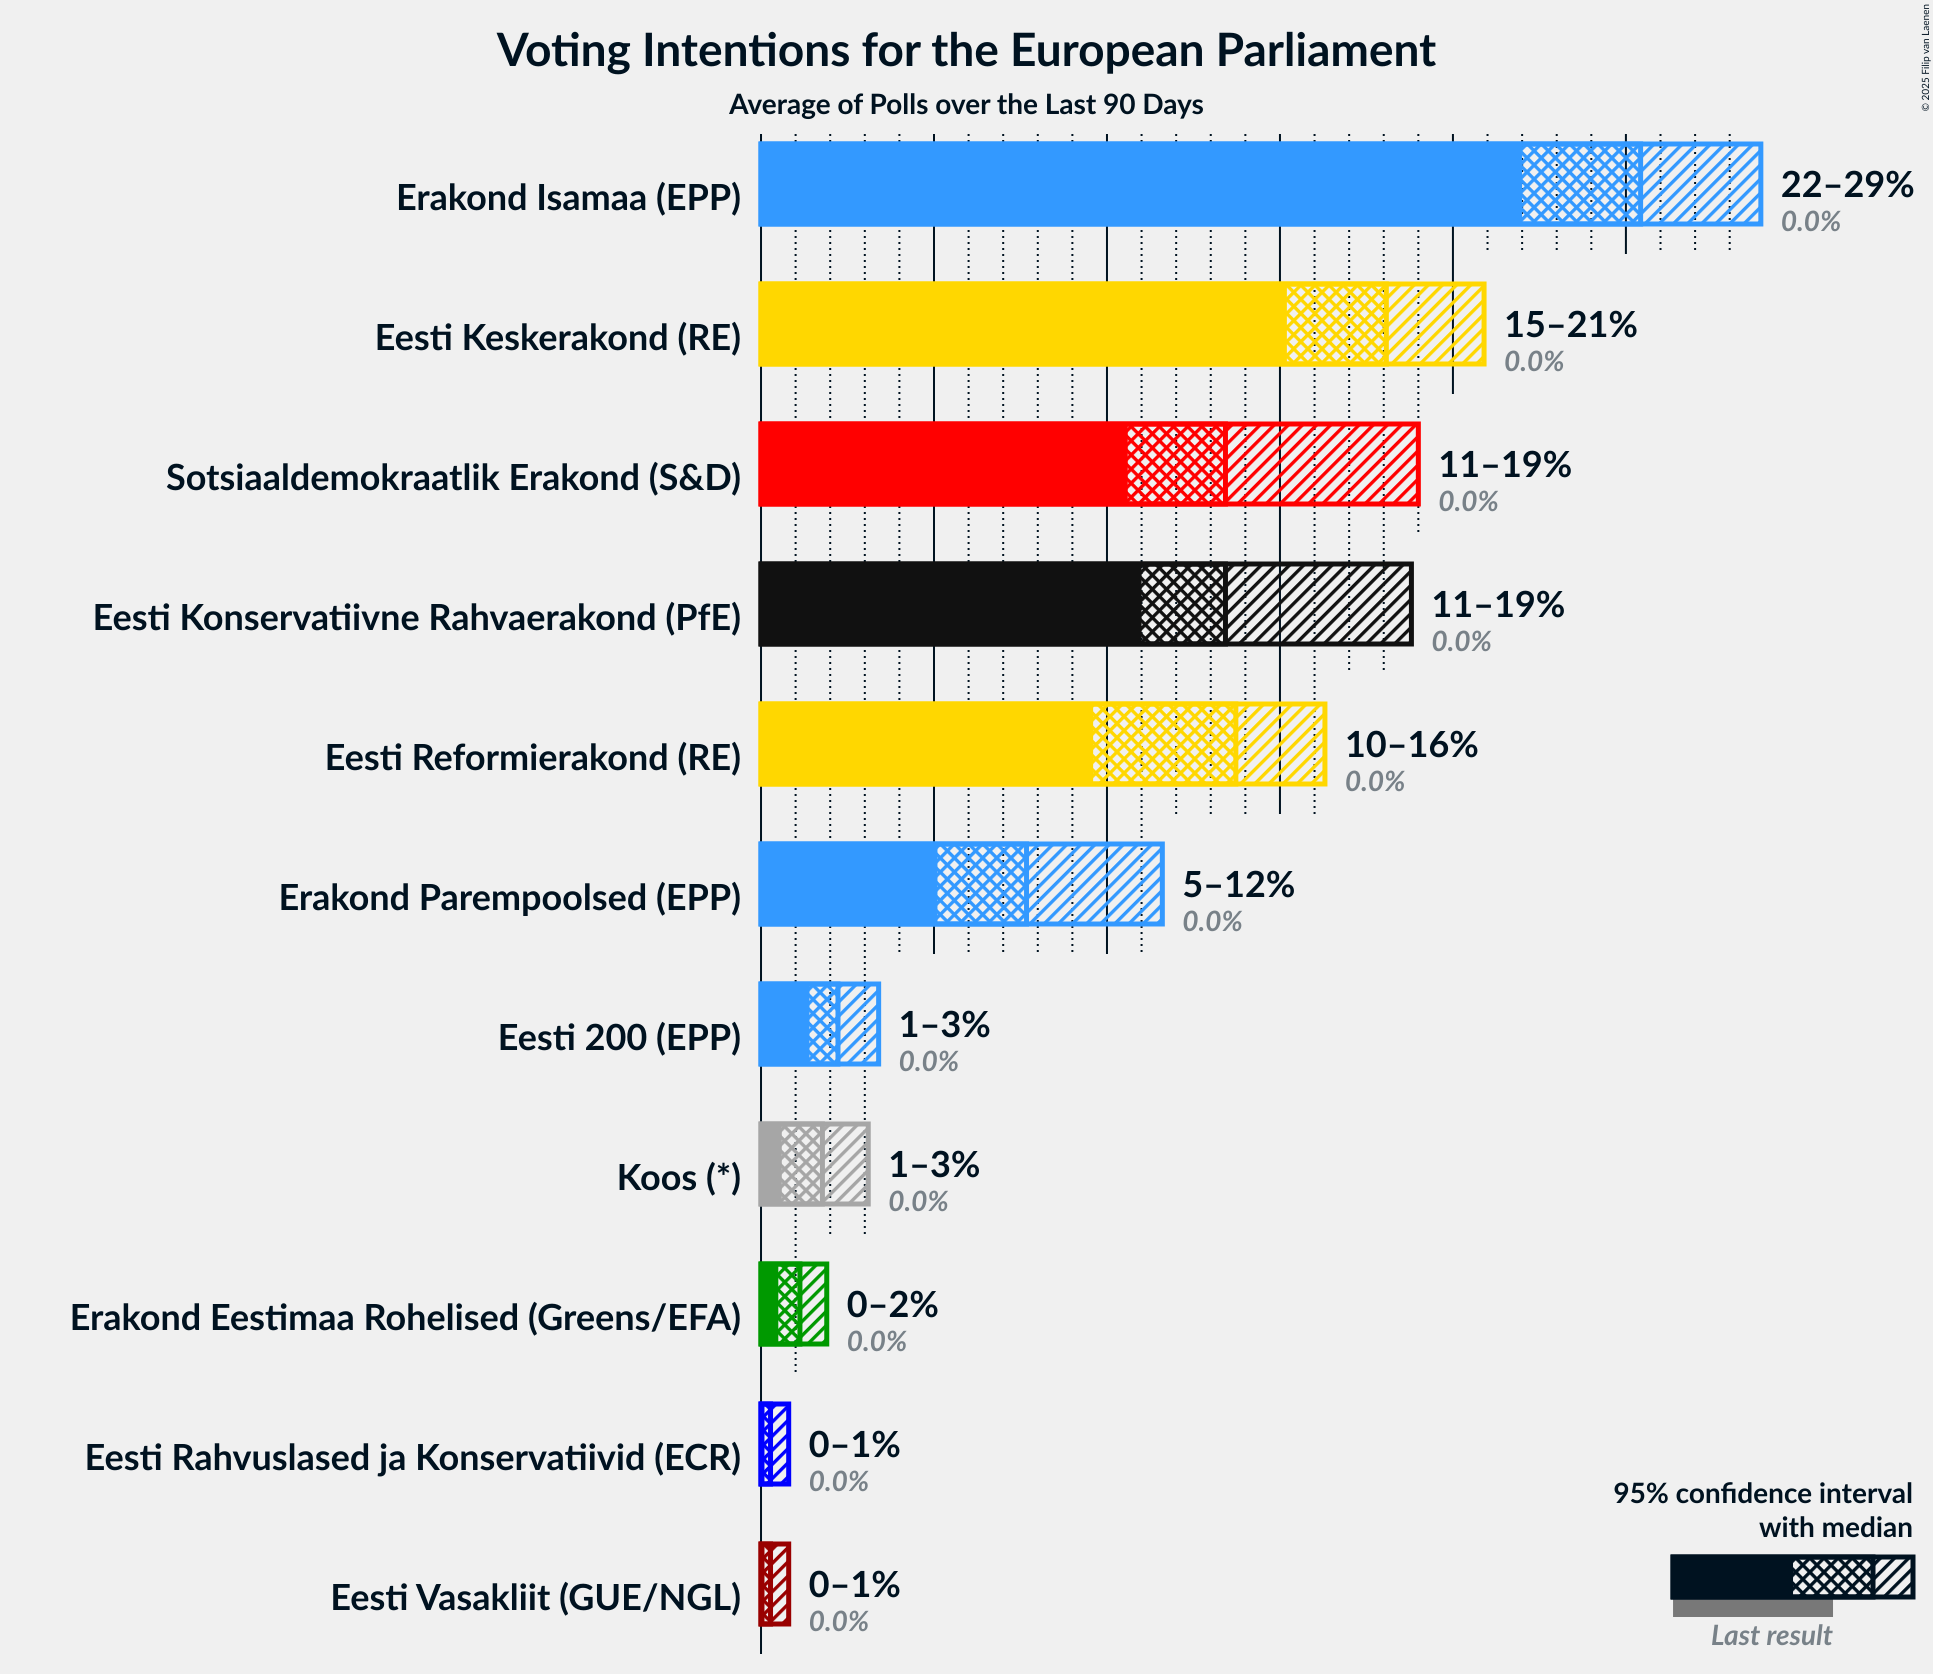 Voting Intentions for the European Parliament
Average of Polls over the Last 90 Days
© 2025 Filip van Laenen
Erakond Isamaa (EPP)
22–29%
0.0%
Eesti Keskerakond (RE)
15–21%
0.0%
Sotsiaaldemokraatlik Erakond (S&D)
11–19%
0.0%
Eesti Konservatiivne Rahvaerakond (PfE)
11–19%
0.0%
Eesti Reformierakond (RE)
10–16%
0.0%
Erakond Parempoolsed (EPP)
5–12%
0.0%
Eesti 200 (EPP)
1–3%
0.0%
Koos (*)
1–3%
0.0%
Erakond Eestimaa Rohelised (Greens/EFA)
0–2%
0.0%
Eesti Rahvuslased ja Konservatiivid (ECR)
0–1%
0.0%
Eesti Vasakliit (GUE/NGL)
0–1%
0.0%
95% confidence interval
with median
Last result